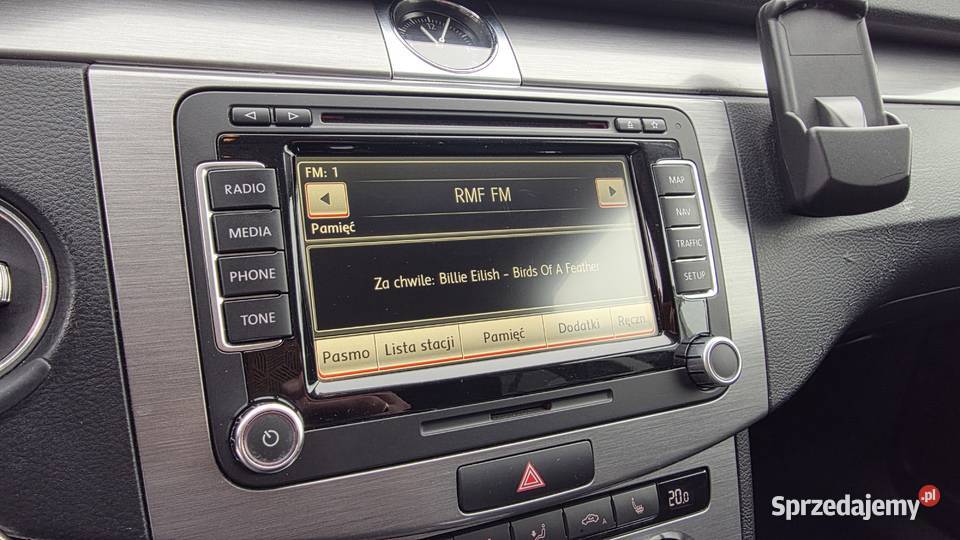 FM: 1
RMF FM
Pamięć
Za chwile: Billie Eilish - Birds Of A Feather
Pasmo Lista stacji Pamięć Dodatki Ręczn.
RADIO
MEDIA
PHONE
TONE
MAP
NAV
TRAFFIC
SETUP
20.0
Sprzedajemy.pl